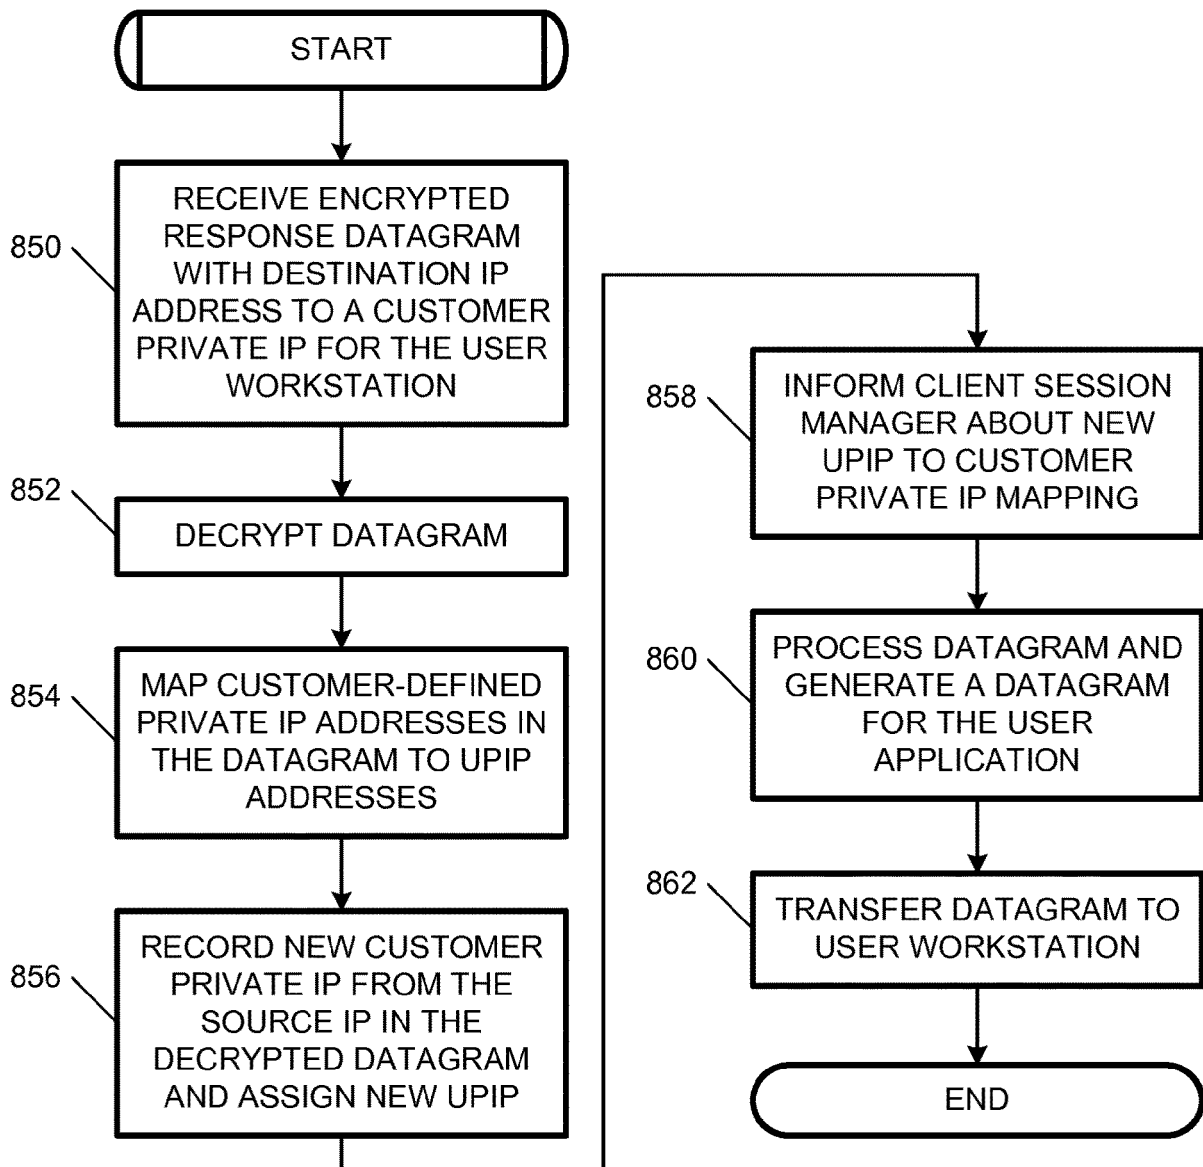 START
850
RECEIVE ENCRYPTED
RESPONSE DATAGRAM
WITH DESTINATION IP
ADDRESS TO A CUSTOMER
PRIVATE IP FOR THE USER
WORKSTATION
852
DECRYPT DATAGRAM
854
MAP CUSTOMER-DEFINED
PRIVATE IP ADDRESSES IN
THE DATAGRAM TO UPIP
ADDRESSES
856
RECORD NEW CUSTOMER
PRIVATE IP FROM THE
SOURCE IP IN THE
DECRYPTED DATAGRAM
AND ASSIGN NEW UPIP
858
INFORM CLIENT SESSION
MANAGER ABOUT NEW
UPIP TO CUSTOMER
PRIVATE IP MAPPING
860
PROCESS DATAGRAM AND
GENERATE A DATAGRAM
FOR THE USER
APPLICATION
862
TRANSFER DATAGRAM TO
USER WORKSTATION
END